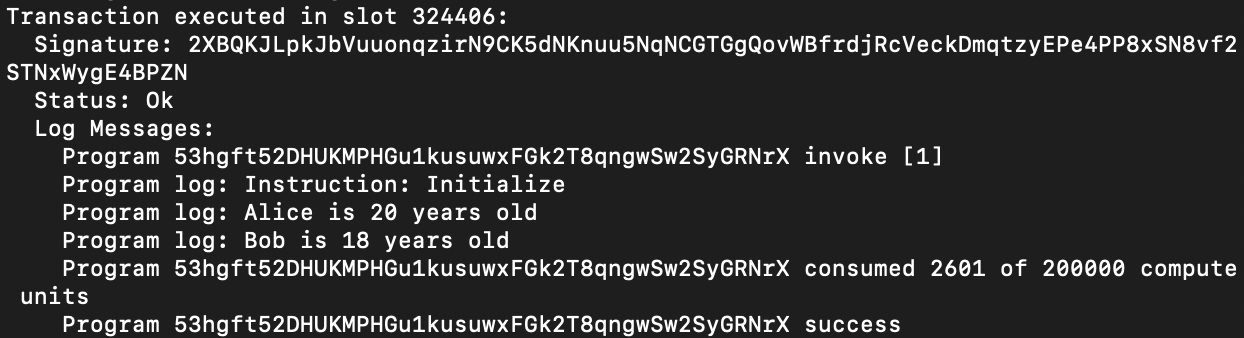 Transaction executed in slot 324406:
Signature: 2XBQKJLpkJbVuuonqzirN9CK5dNKnuu5NqNCGTGgQovWBfrdjRcVeckDmqtzyEPe4PP8xSN8vf2
STNxWygE4BPZN
Status: Ok
Log Messages:
Program 53hgft52DHUKMPHGu1kusuwxFGk2T8qngwSw2SyGRNrX invoke [1]
Program log: Instruction: Initialize
Program log: Alice is 20 years old
Program log: Bob is 18 years old
Program 53hgft52DHUKMPHGu1kusuwxFGk2T8qngwSw2SyGRNrX consumed 2601 of 200000 compute
units
Program 53hgft52DHUKMPHGu1kusuwxFGk2T8qngwSw2SyGRNrX success